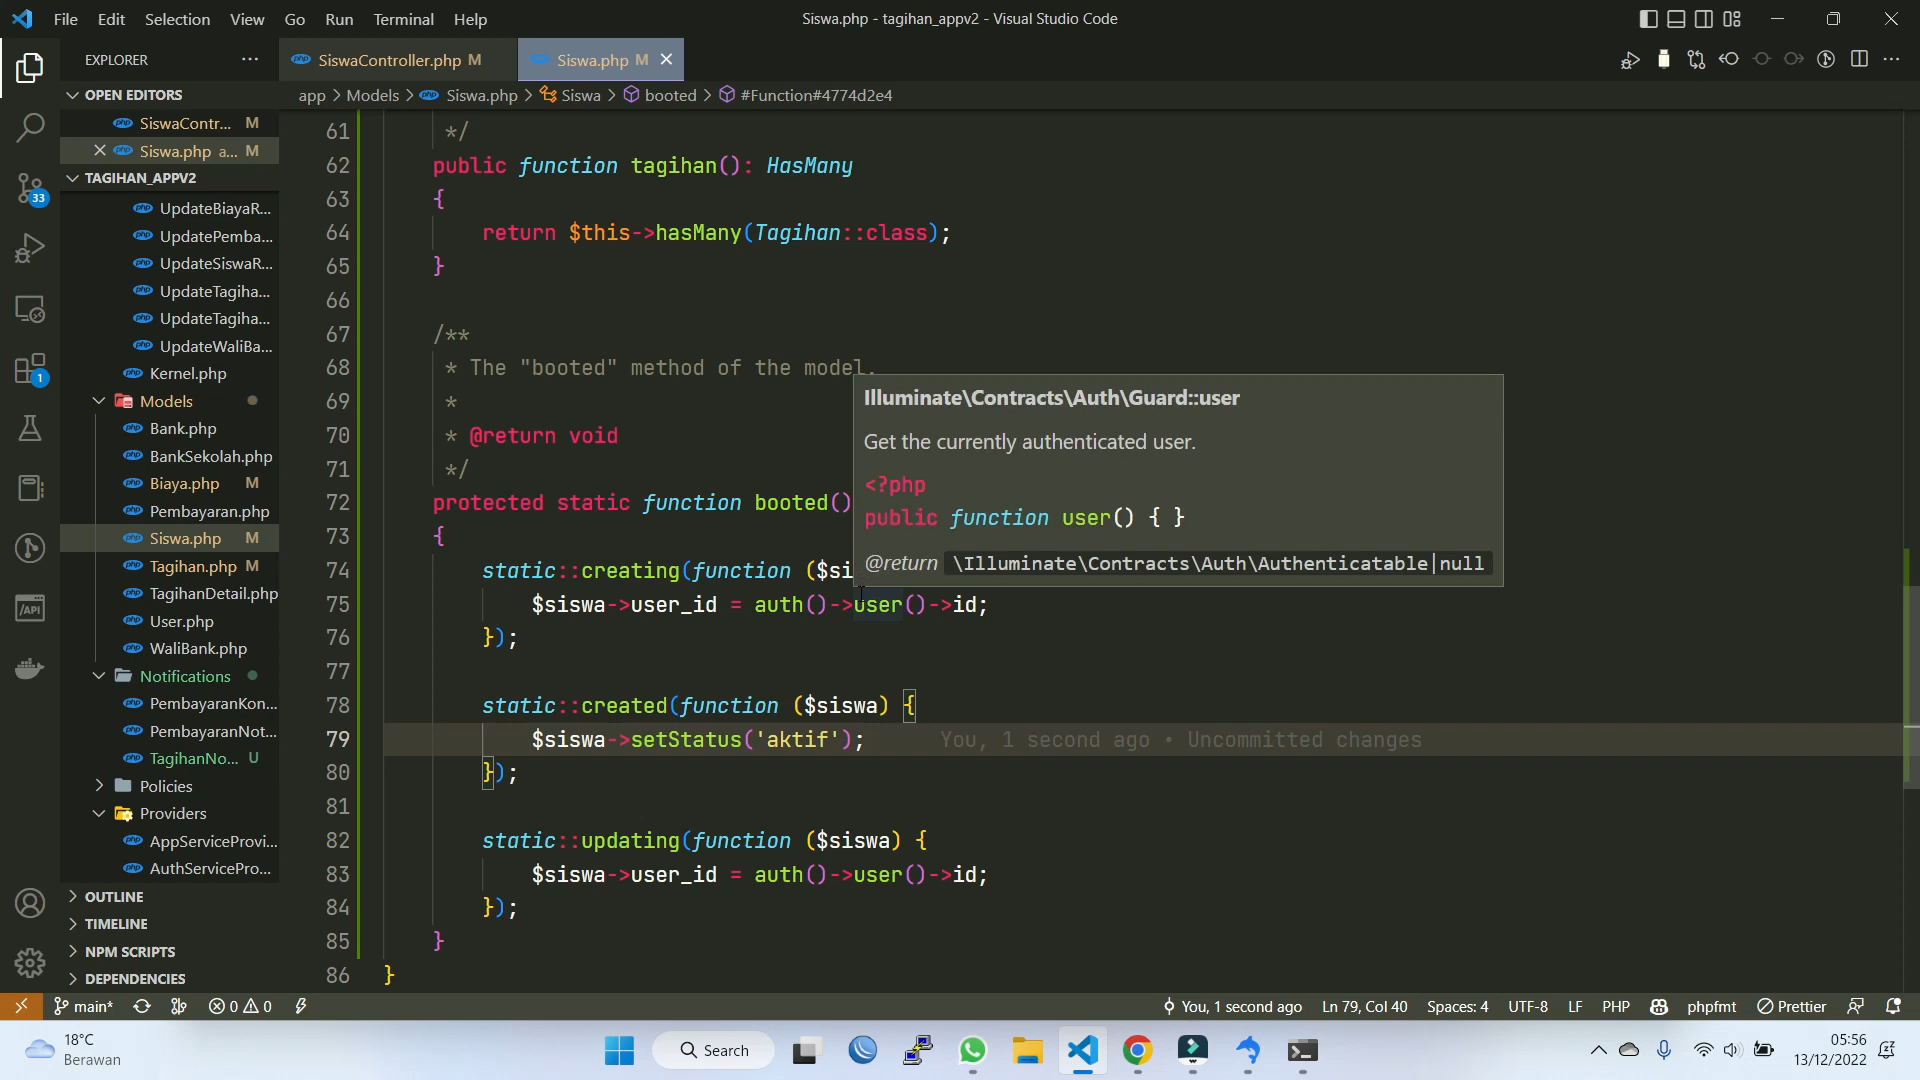 File Edit Selection View Go Run Terminal Help
Siswa.php - tagihan_appv2 - Visual Studio Code
EXPLORER
SiswaController.php M
Siswa.php M
OPEN EDITORS
app > Models > Siswa.php > Siswa > booted > #Function#4774d2e4
SiswaContr... M
Siswa.php a... M
TAGIHAN_APPV2
UpdateBiayaR...
UpdatePemba...
UpdateSiswaR...
UpdateTagiha...
UpdateTagiha...
UpdateWaliBa...
Kernel.php
Models
Bank.php
BankSekolah.php
Biaya.php M
Pembayaran.php
Siswa.php M
Tagihan.php M
TagihanDetail.php
User.php
WaliBank.php
Notifications
PembayaranKon...
PembayaranNot...
TagihanNo... U
Policies
Providers
AppServiceProvi...
AuthServicePro...
OUTLINE
TIMELINE
NPM SCRIPTS
DEPENDENCIES
33
1
61 */
62 public function tagihan(): HasMany
63 {
64 return $this->hasMany(Tagihan::class);
65 }
66
67 /**
68 * The "booted" method of the model.
69 *
70 * @return void
71 */
72 protected static function booted()
73 {
74 static::creating(function ($si
75 $siswa->user_id = auth()->user()->id;
76 });
77
78 static::created(function ($siswa) {
79 $siswa->setStatus('aktif'); You, 1 second ago • Uncommitted changes
80 });
81
82 static::updating(function ($siswa) {
83 $siswa->user_id = auth()->user()->id;
84 });
85 }
86 }
Illuminate\Contracts\Auth\Guard::user
Get the currently authenticated user.
<?php
public function user() { }
@return \Illuminate\Contracts\Auth\Authenticatable|null
main* 0 0 You, 1 second ago Ln 79, Col 40 Spaces: 4 UTF-8 LF PHP phpfmt Prettier
18°C
Berawan
Search
05:56
13/12/2022